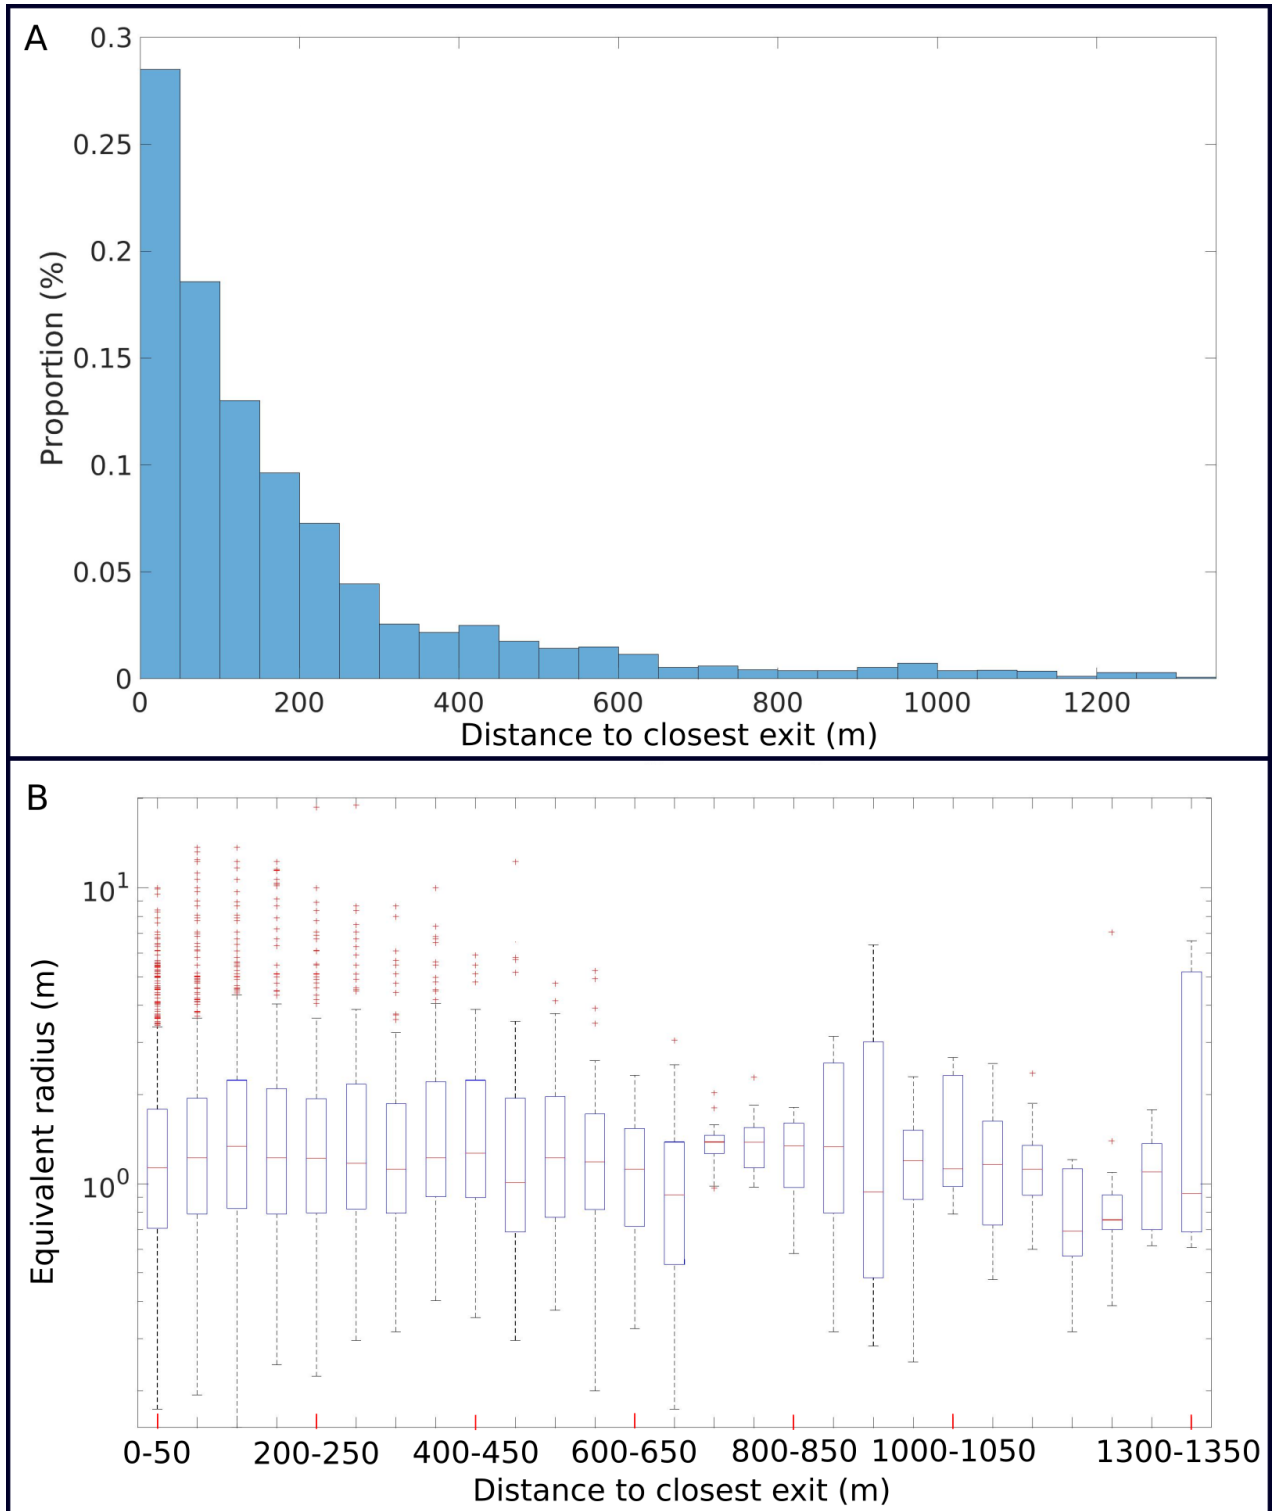 A
0.3
0.25
0.2
0.15
0.1
0.05
0
Proportion (%)
0 200 400 600 800 1000 1200
Distance to closest exit (m)
B
10^1
10^0
Equivalent radius (m)
0-50 200-250 400-450 600-650 800-850 1000-1050 1300-1350
Distance to closest exit (m)